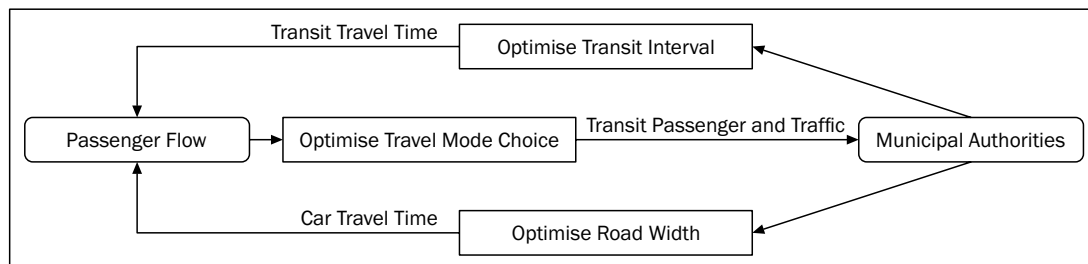 Transit Travel Time
Optimise Transit Interval
Passenger Flow
Optimise Travel Mode Choice
Transit Passenger and Traffic
Municipal Authorities
Car Travel Time
Optimise Road Width